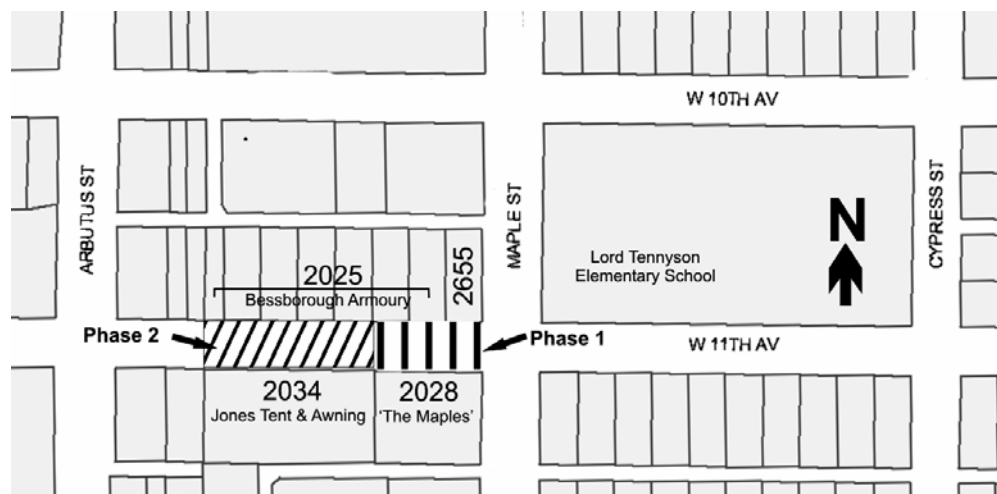 W 10TH AV
ARBUTUS ST
MAPLE ST
CYPRESS ST
N
Lord Tennyson
Elementary School
2025
Bessborough Armoury
2655
Phase 2
Phase 1
W 11TH AV
2034
Jones Tent & Awning
2028
'The Maples'